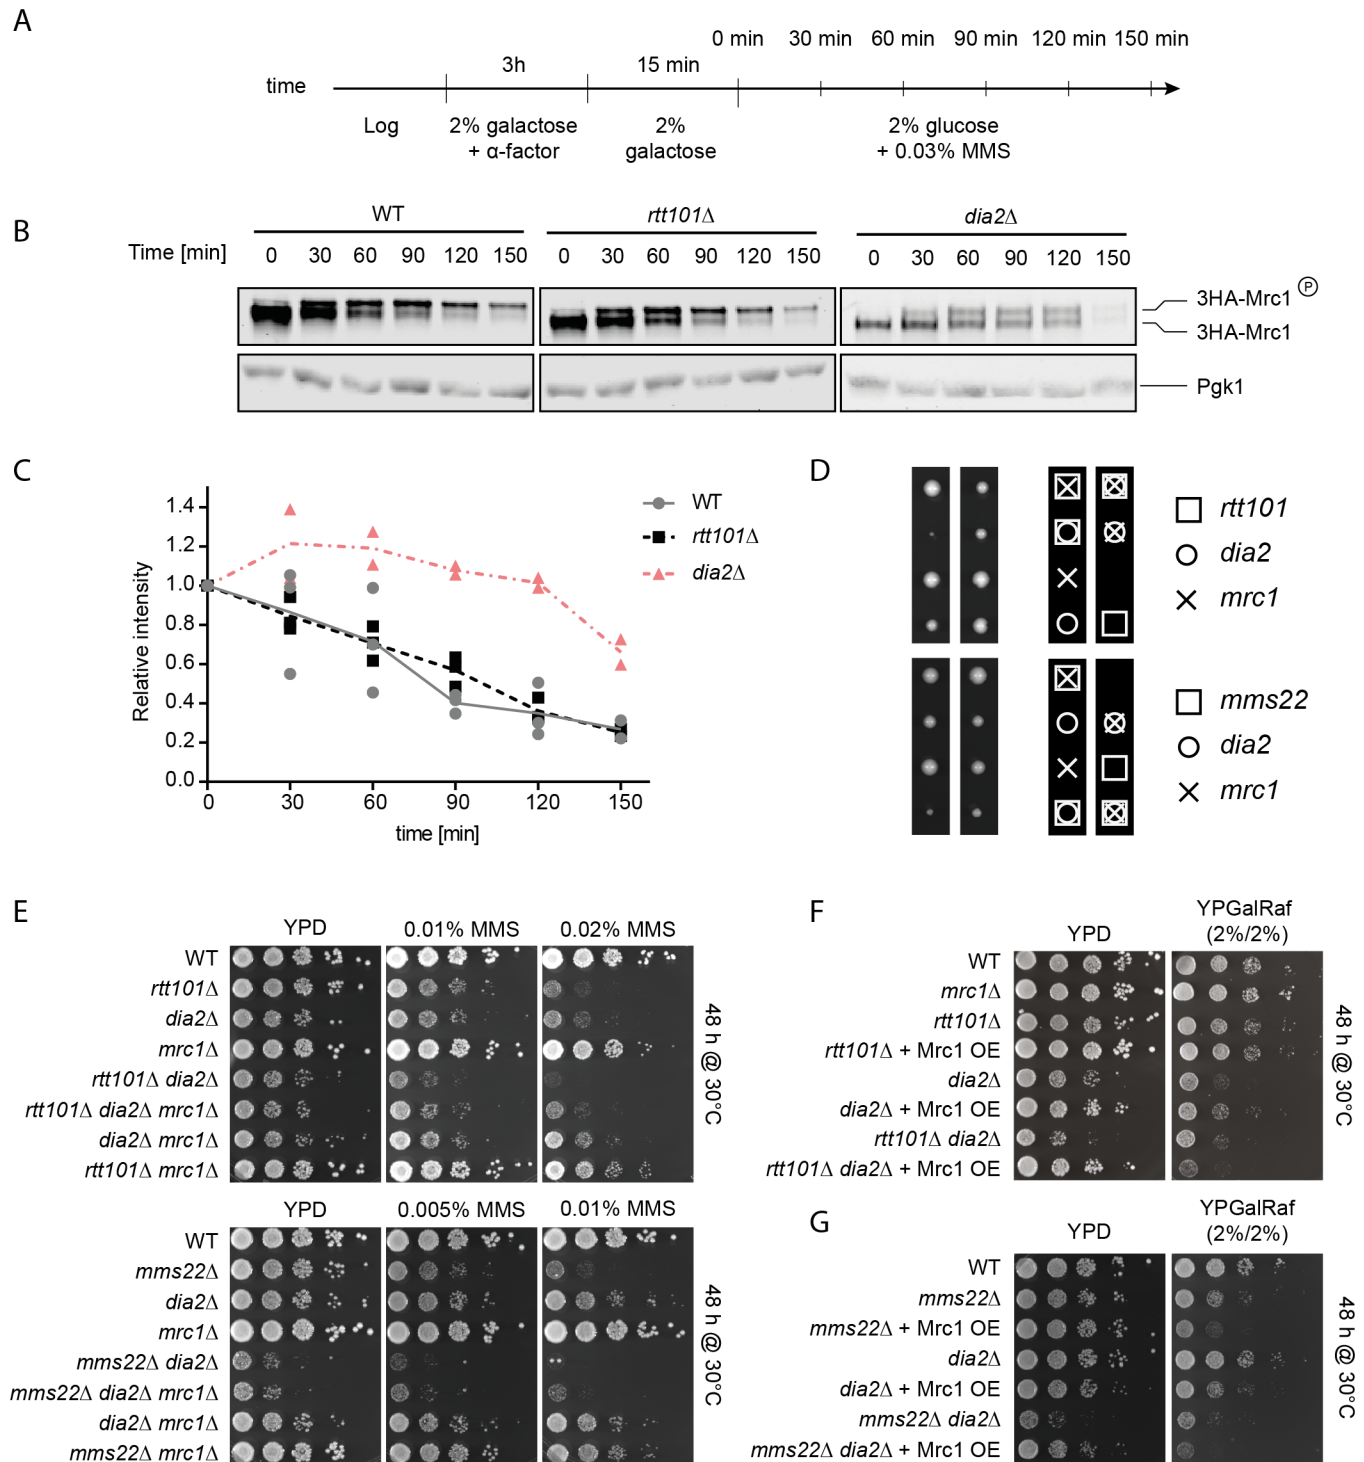 A
0 min 30 min 60 min 90 min 120 min 150 min
3h 15 min
time
Log 2% galactose 2% 2% glucose
+ α-factor galactose + 0.03% MMS
B
WT rtt101Δ dia2Δ
Time [min] 0 30 60 90 120 150 0 30 60 90 120 150 0 30 60 90 120 150
3HA-Mrc1 P
3HA-Mrc1
Pgk1
C
Relative intensity
1.4
1.2
1.0
0.8
0.6
0.4
0.2
0.0
0 30 60 90 120 150
time [min]
WT
rtt101Δ
dia2Δ
D
rtt101
dia2
mrc1
mms22
dia2
mrc1
E
YPD 0.01% MMS 0.02% MMS
WT
rtt101Δ
dia2Δ
mrc1Δ
rtt101Δ dia2Δ
rtt101Δ dia2Δ mrc1Δ
dia2Δ mrc1Δ
rtt101Δ mrc1Δ
48 h @ 30°C
YPD 0.005% MMS 0.01% MMS
WT
mms22Δ
dia2Δ
mrc1Δ
mms22Δ dia2Δ
mms22Δ dia2Δ mrc1Δ
dia2Δ mrc1Δ
mms22Δ mrc1Δ
48 h @ 30°C
F
YPD YPGalRaf
(2%/2%)
WT
mrc1Δ
rtt101Δ
rtt101Δ + Mrc1 OE
dia2Δ
dia2Δ + Mrc1 OE
rtt101Δ dia2Δ
rtt101Δ dia2Δ + Mrc1 OE
48 h @ 30°C
G
YPD YPGalRaf
(2%/2%)
WT
mms22Δ
mms22Δ + Mrc1 OE
dia2Δ
dia2Δ + Mrc1 OE
mms22Δ dia2Δ
mms22Δ dia2Δ + Mrc1 OE
48 h @ 30°C